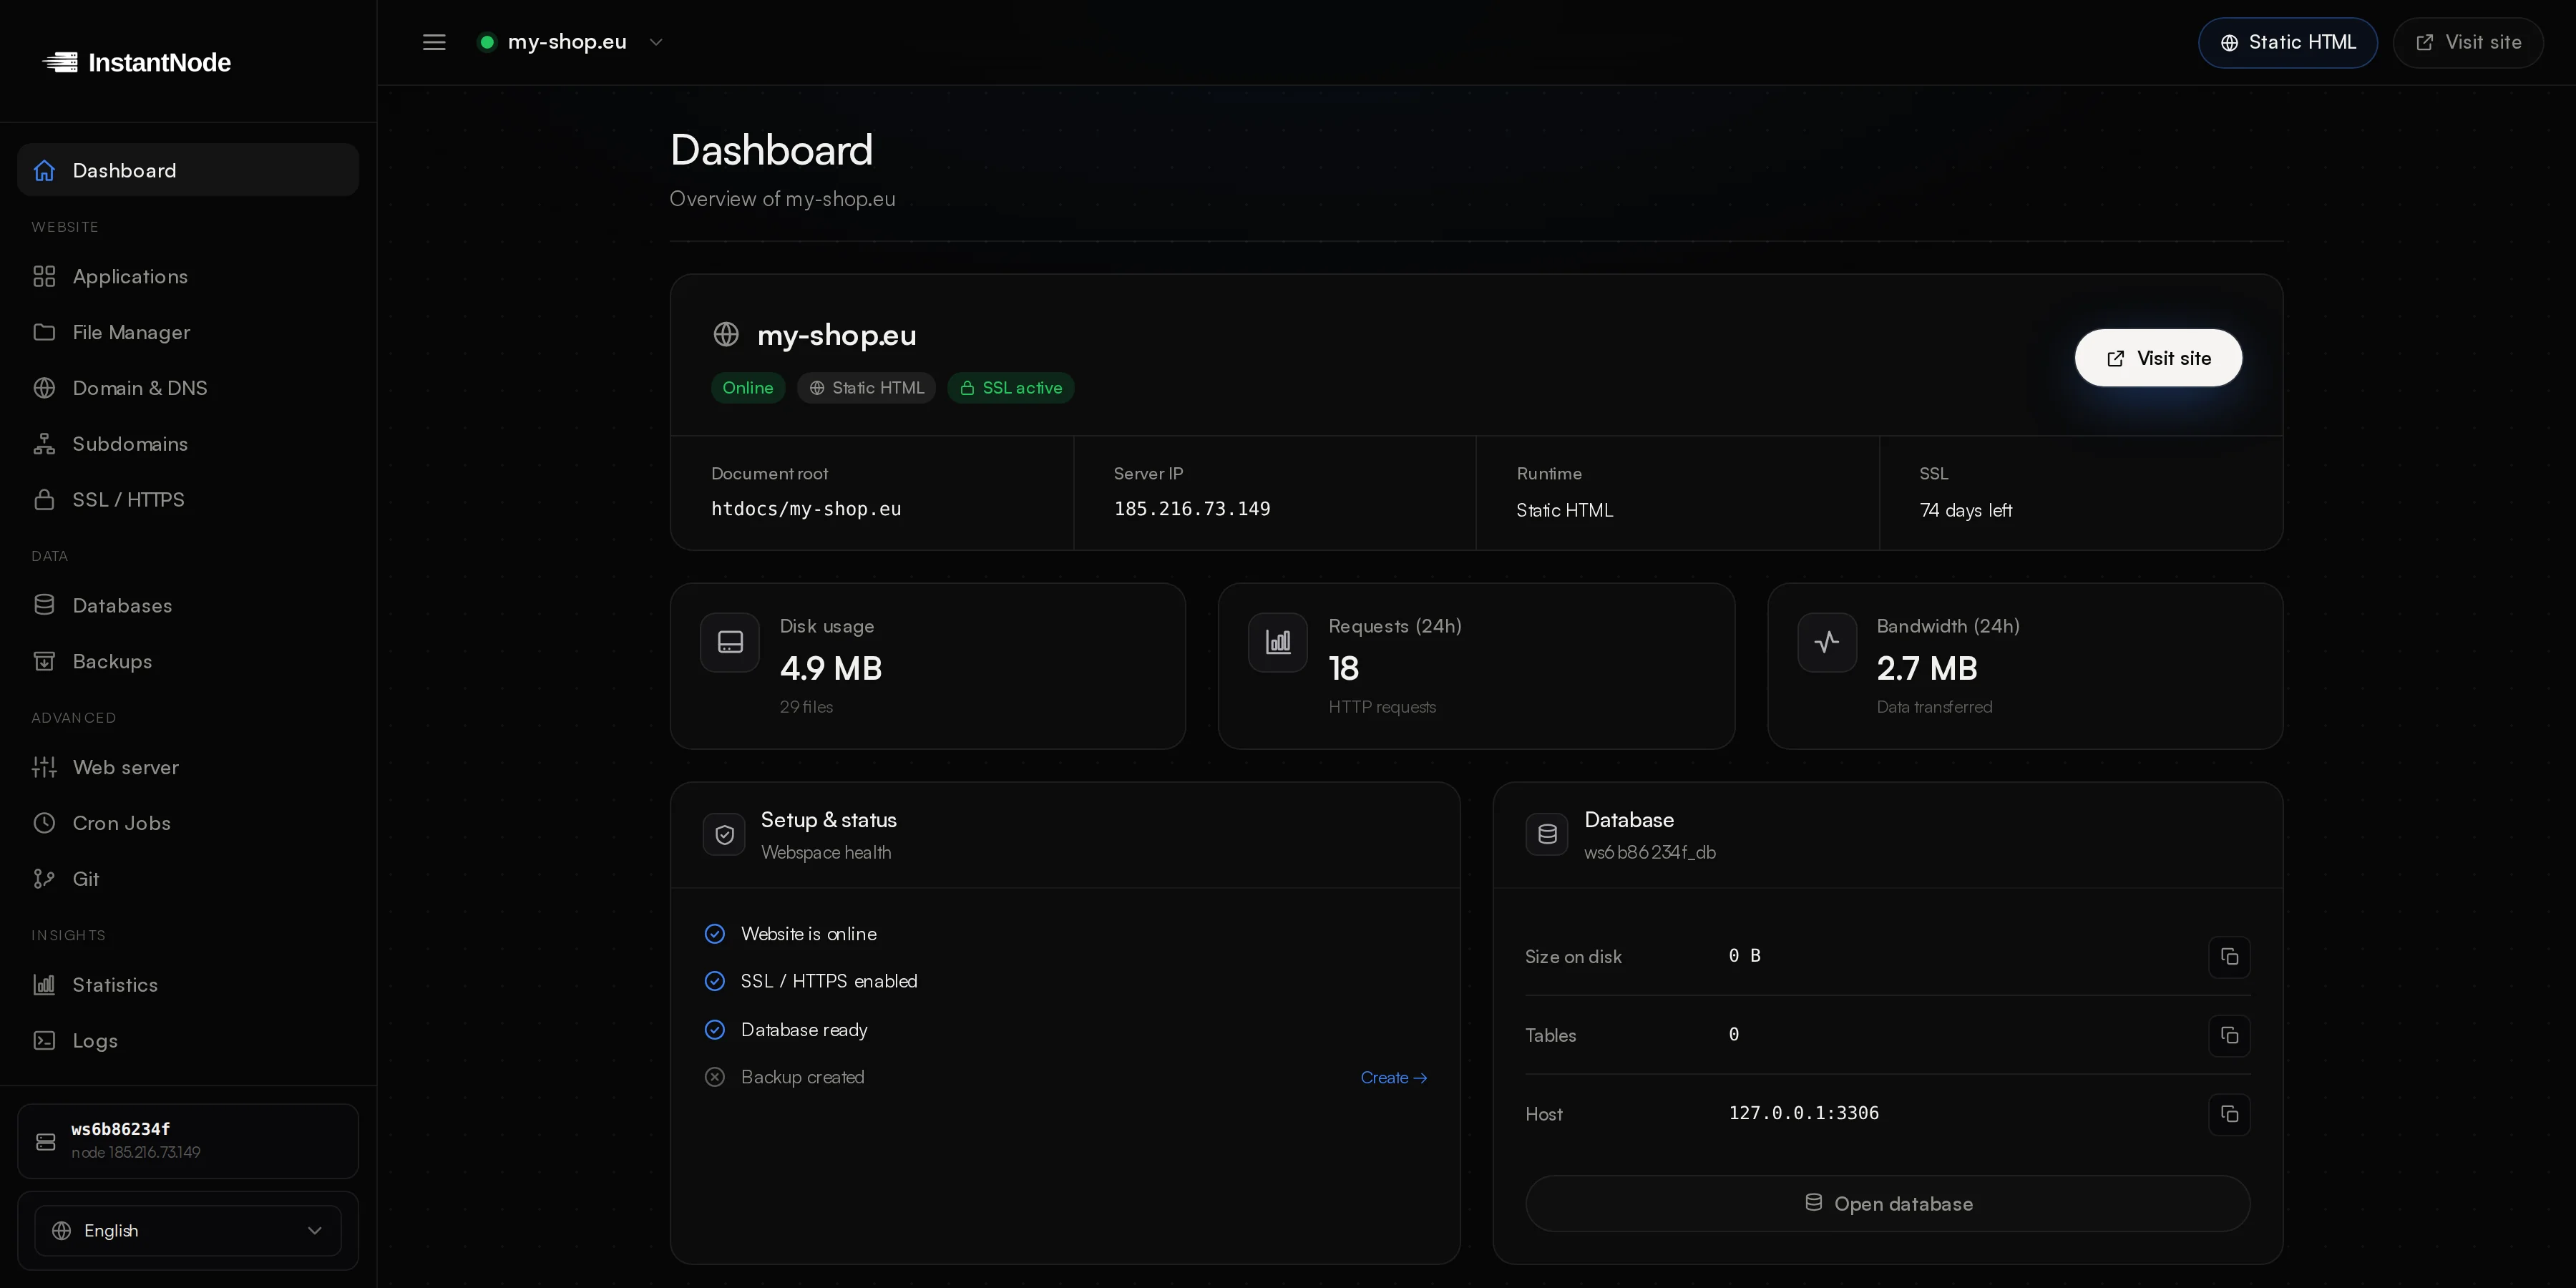 InstantNode
my-shop.eu
Static HTML
Visit site
Dashboard
WEBSITE
Applications
File Manager
Domain & DNS
Subdomains
SSL / HTTPS
DATA
Databases
Backups
ADVANCED
Web server
Cron Jobs
Git
INSIGHTS
Statistics
Logs
ws6b86234f
node 185.216.73.149
English
Dashboard
Overview of my-shop.eu
my-shop.eu
Online
Static HTML
SSL active
Visit site
Document root
htdocs/my-shop.eu
Server IP
185.216.73.149
Runtime
Static HTML
SSL
74 days left
Disk usage
4.9 MB
29 files
Requests (24h)
18
HTTP requests
Bandwidth (24h)
2.7 MB
Data transferred
Setup & status
Webspace health
Website is online
SSL / HTTPS enabled
Database ready
Backup created
Create →
Database
ws6b86234f_db
Size on disk
0 B
Tables
0
Host
127.0.0.1:3306
Open database